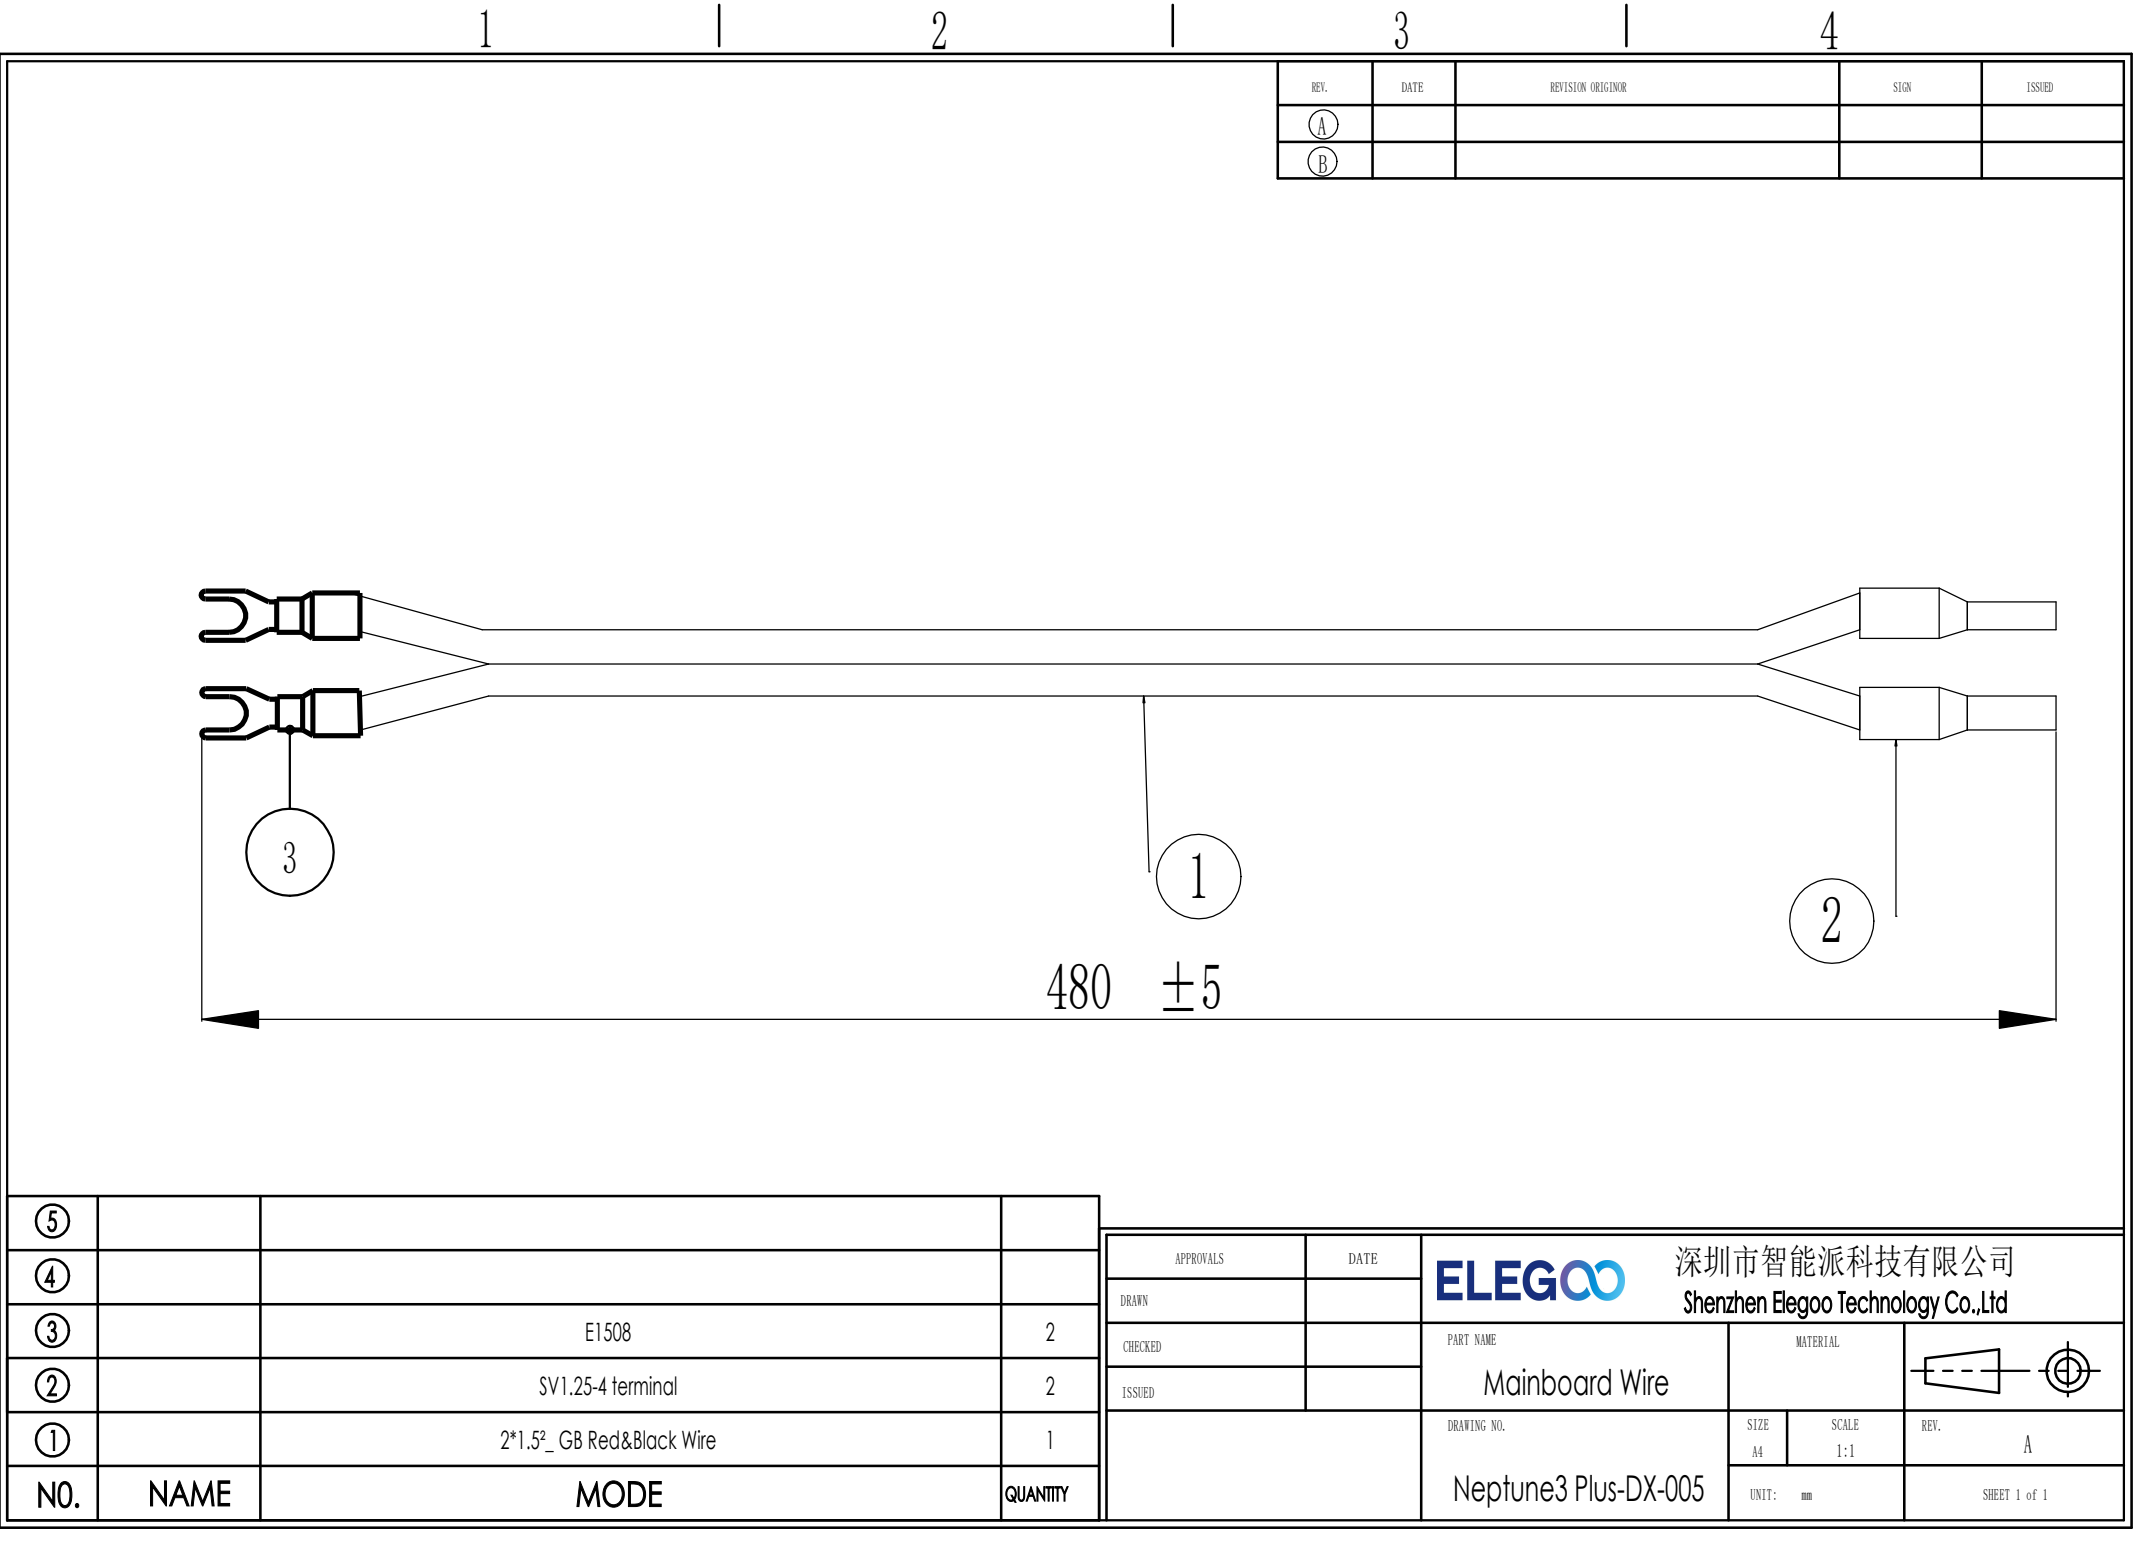 1 2 3 4
REV. DATE REVISION ORIGINOR SIGN ISSUED
A
B
3
1
2
480 ±5
5
4
3 E1508 2
2 SV1.25-4 terminal 2
1 2*1.5²_ GB Red&Black Wire 1
NO. NAME MODE QUANTITY
APPROVALS DATE
DRAWN
CHECKED
ISSUED
ELEGOO
深圳市智能派科技有限公司
Shenzhen Elegoo Technology Co.,Ltd
PART NAME
Mainboard Wire
MATERIAL
DRAWING NO.
Neptune3 Plus-DX-005
SIZE SCALE REV.
A4 1:1 A
UNIT: mm SHEET 1 of 1